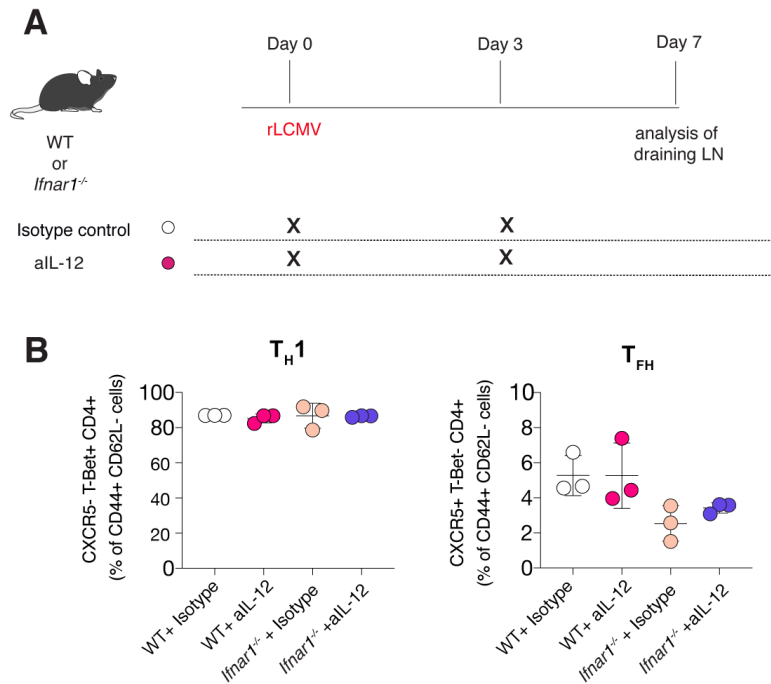 A
Day 0 Day 3 Day 7
rLCMV
WT
or
Ifnar1-/-
analysis of
draining LN
Isotype control X X
aIL-12 X X
B
TH1
CXCR5- T-Bet+ CD4+
(% of CD44+ CD62L- cells)
100
80
60
40
20
0
WT+ Isotype
WT+ aIL-12
Ifnar1-/- + Isotype
Ifnar1-/- +aIL-12
TFH
CXCR5+ T-Bet- CD4+
(% of CD44+ CD62L- cells)
10
8
6
4
2
0
WT+ Isotype
WT+ aIL-12
Ifnar1-/- + Isotype
Ifnar1-/- +aIL-12